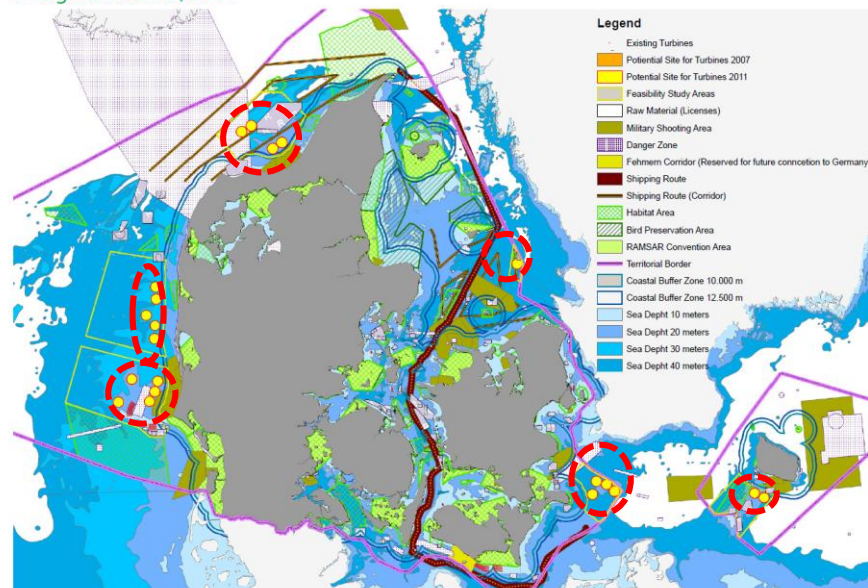 Legend
Existing Turbines
Potiential Site for Turbines 2007
Potential Site for Turbines 2011
Feasibility Study Areas
Raw Material (Licenses)
Military Shooting Area
Danger Zone
Fehmern Corridor (Reserved for future conncetion to Germany
Shipping Route
Shipping Route (Corridor)
Habitat Area
Bird Preservation Area
RAMSAR Convention Area
Territorial Border
Coastal Buffer Zone 10.000 m
Coastal Buffer Zone 12.500 m
Sea Depht 10 meters
Sea Depht 20 meters
Sea Depht 30 meters
Sea Depht 40 meters